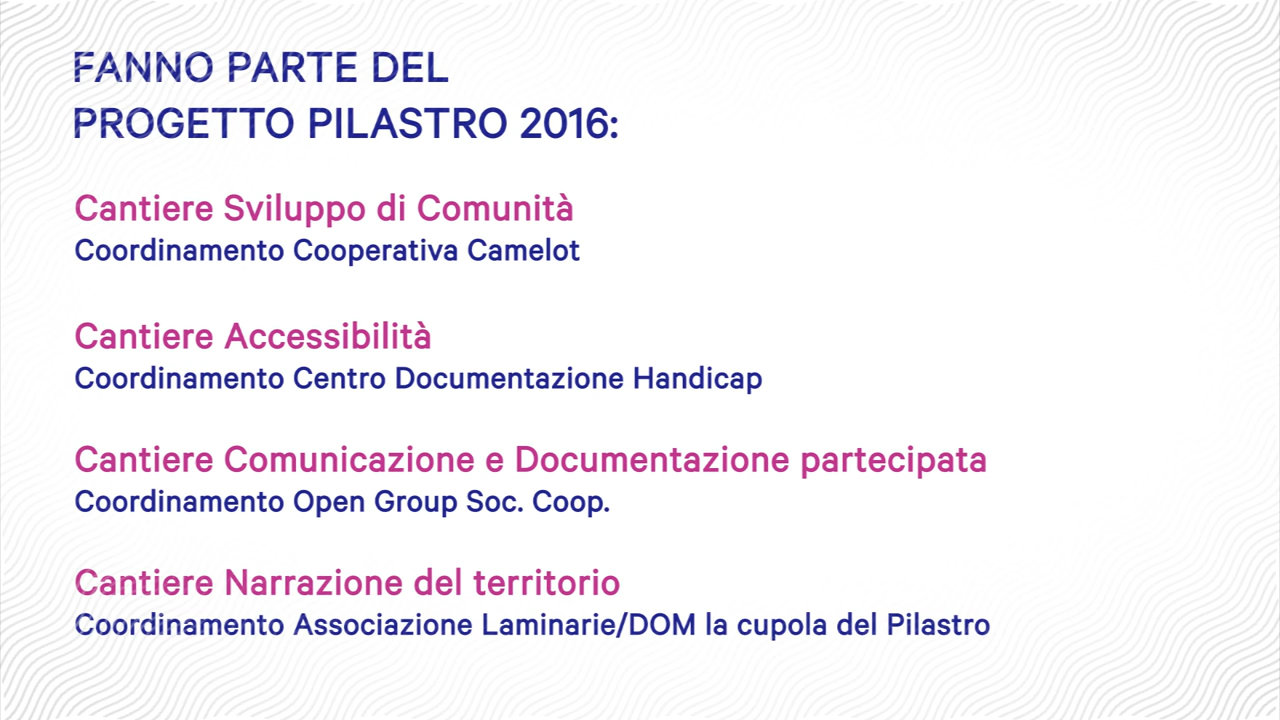 FANNO PARTE DEL
PROGETTO PILASTRO 2016:
Cantiere Sviluppo di Comunità
Coordinamento Cooperativa Camelot
Cantiere Accessibilità
Coordinamento Centro Documentazione Handicap
Cantiere Comunicazione e Documentazione partecipata
Coordinamento Open Group Soc. Coop.
Cantiere Narrazione del territorio
Coordinamento Associazione Laminarie/DOM la cupola del Pilastro